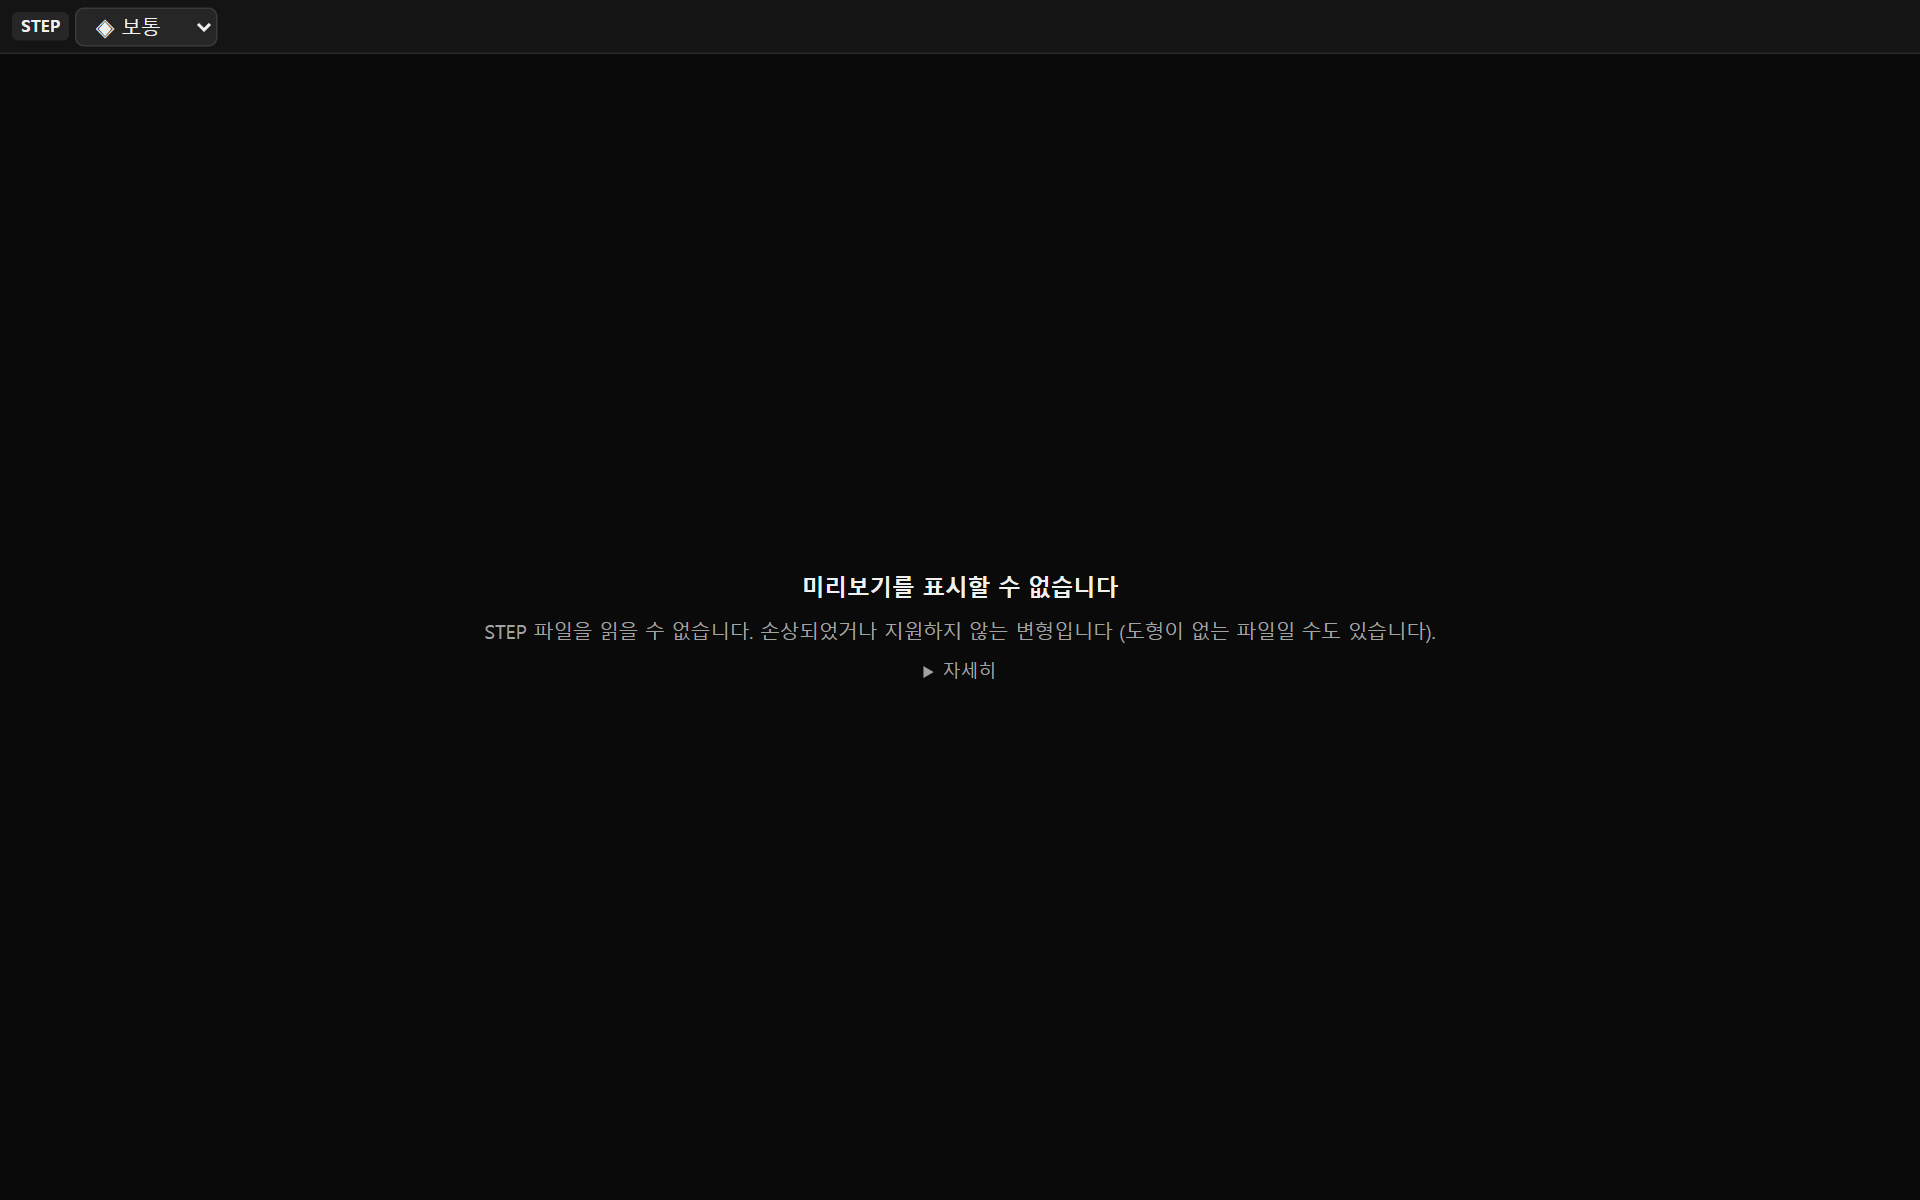 STEP
◈ 보통
미리보기를 표시할 수 없습니다
STEP 파일을 읽을 수 없습니다. 손상되었거나 지원하지 않는 변형입니다 (도형이 없는 파일일 수도 있습니다).
▶ 자세히